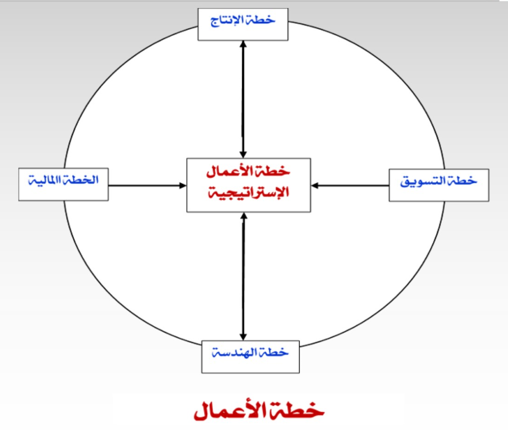 خطة الإنتاج
خطة الأعمال
الإستراتيجية
الخطة المالية
خطة التسويق
خطة الهندسة
خطة الأعمال